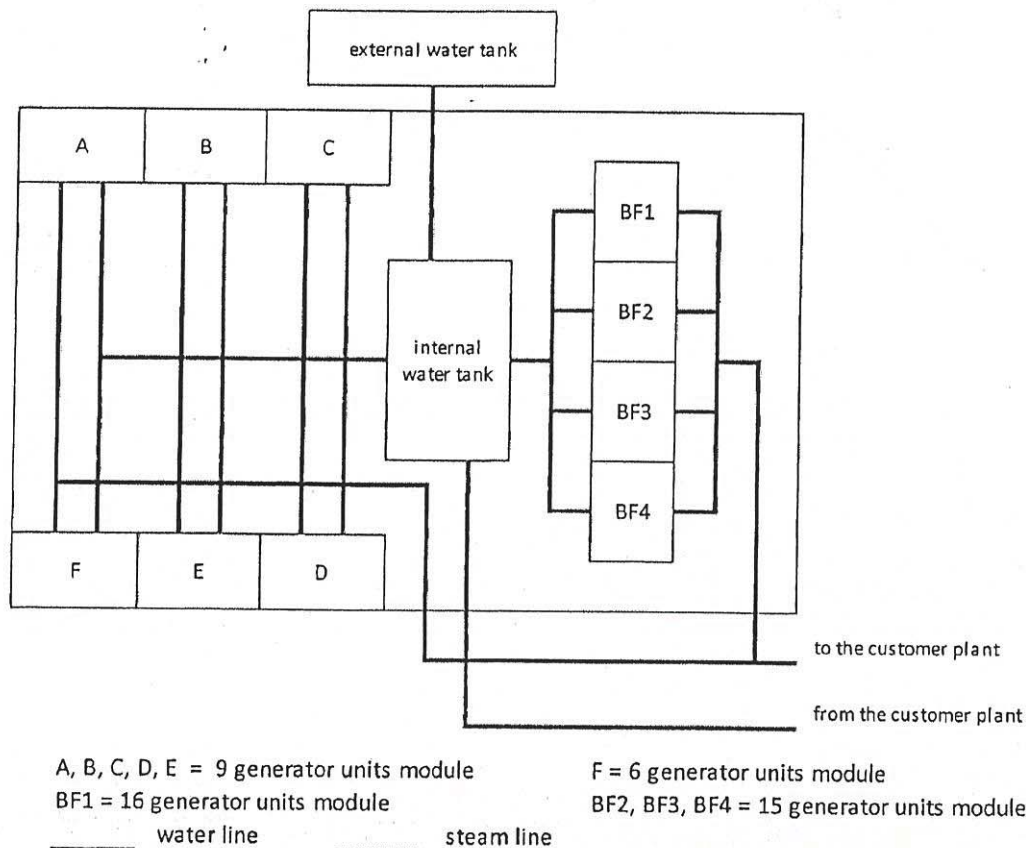 external water tank
A
B
C
BF1
BF2
internal
water tank
BF3
BF4
F
E
D
to the customer plant
from the customer plant
A, B, C, D, E = 9 generator units module
F = 6 generator units module
BF1 = 16 generator units module
BF2, BF3, BF4 = 15 generator units module
water line
steam line